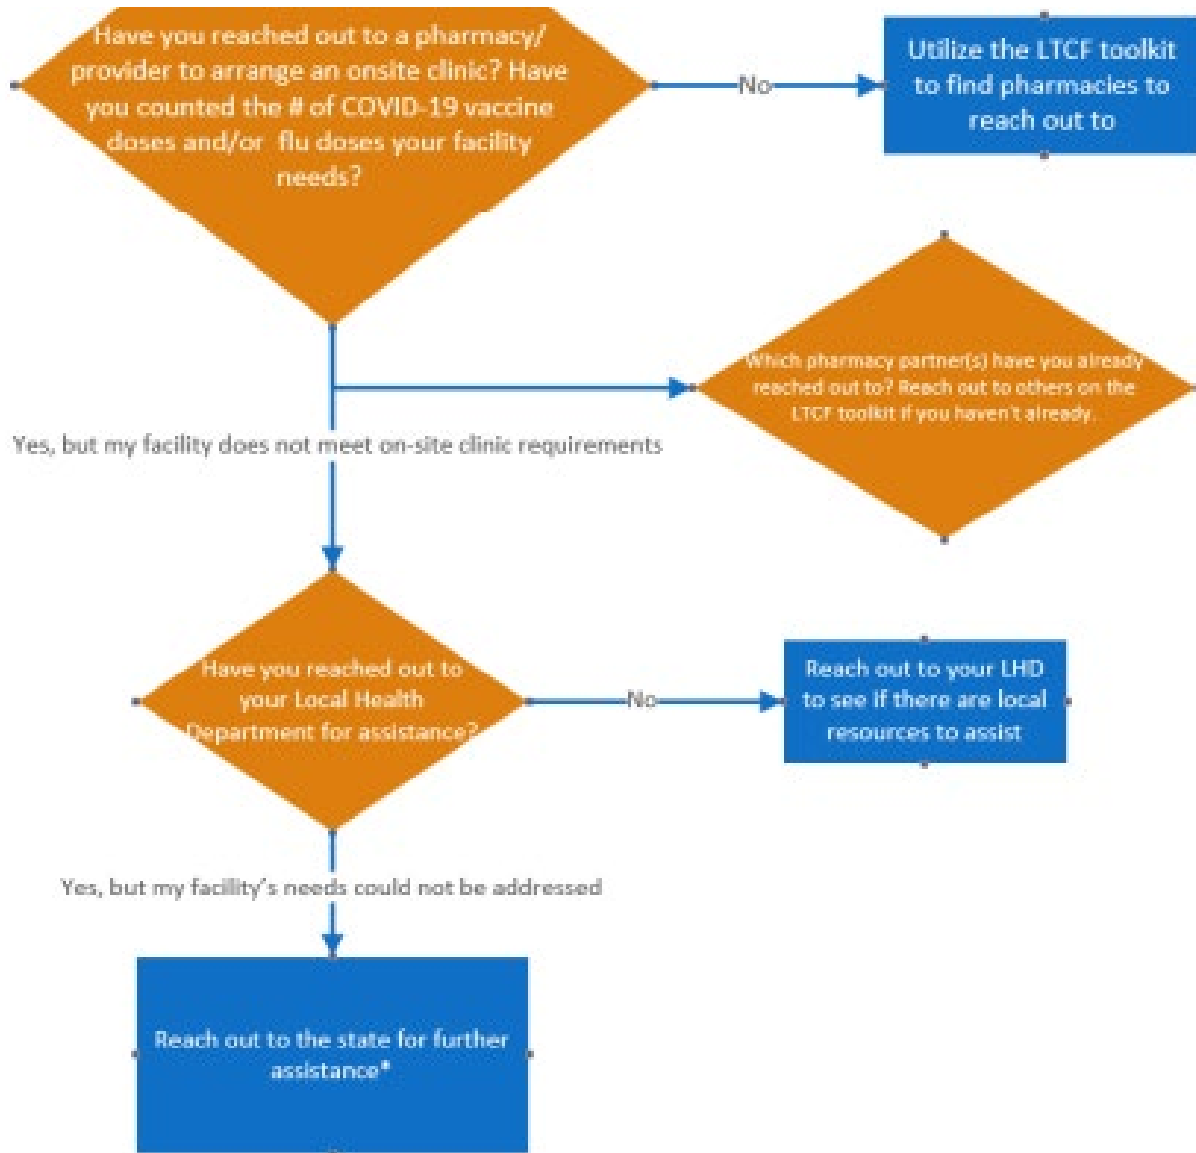 Have you reached out to a pharmacy/
provider to arrange an onsite clinic? Have
you counted the # of COVID-19 vaccine
doses and/or flu doses your facility
needs?
No
Utilize the LTCF toolkit
to find pharmacies to
reach out to
Which pharmacy partner(s) have you already
reached out to? Reach out to others on the
LTCF toolkit if you haven't already.
Yes, but my facility does not meet on-site clinic requirements
Have you reached out to
your Local Health
Department for assistance?
No
Reach out to your LHD
to see if there are local
resources to assist
Yes, but my facility's needs could not be addressed
Reach out to the state for further
assistance*